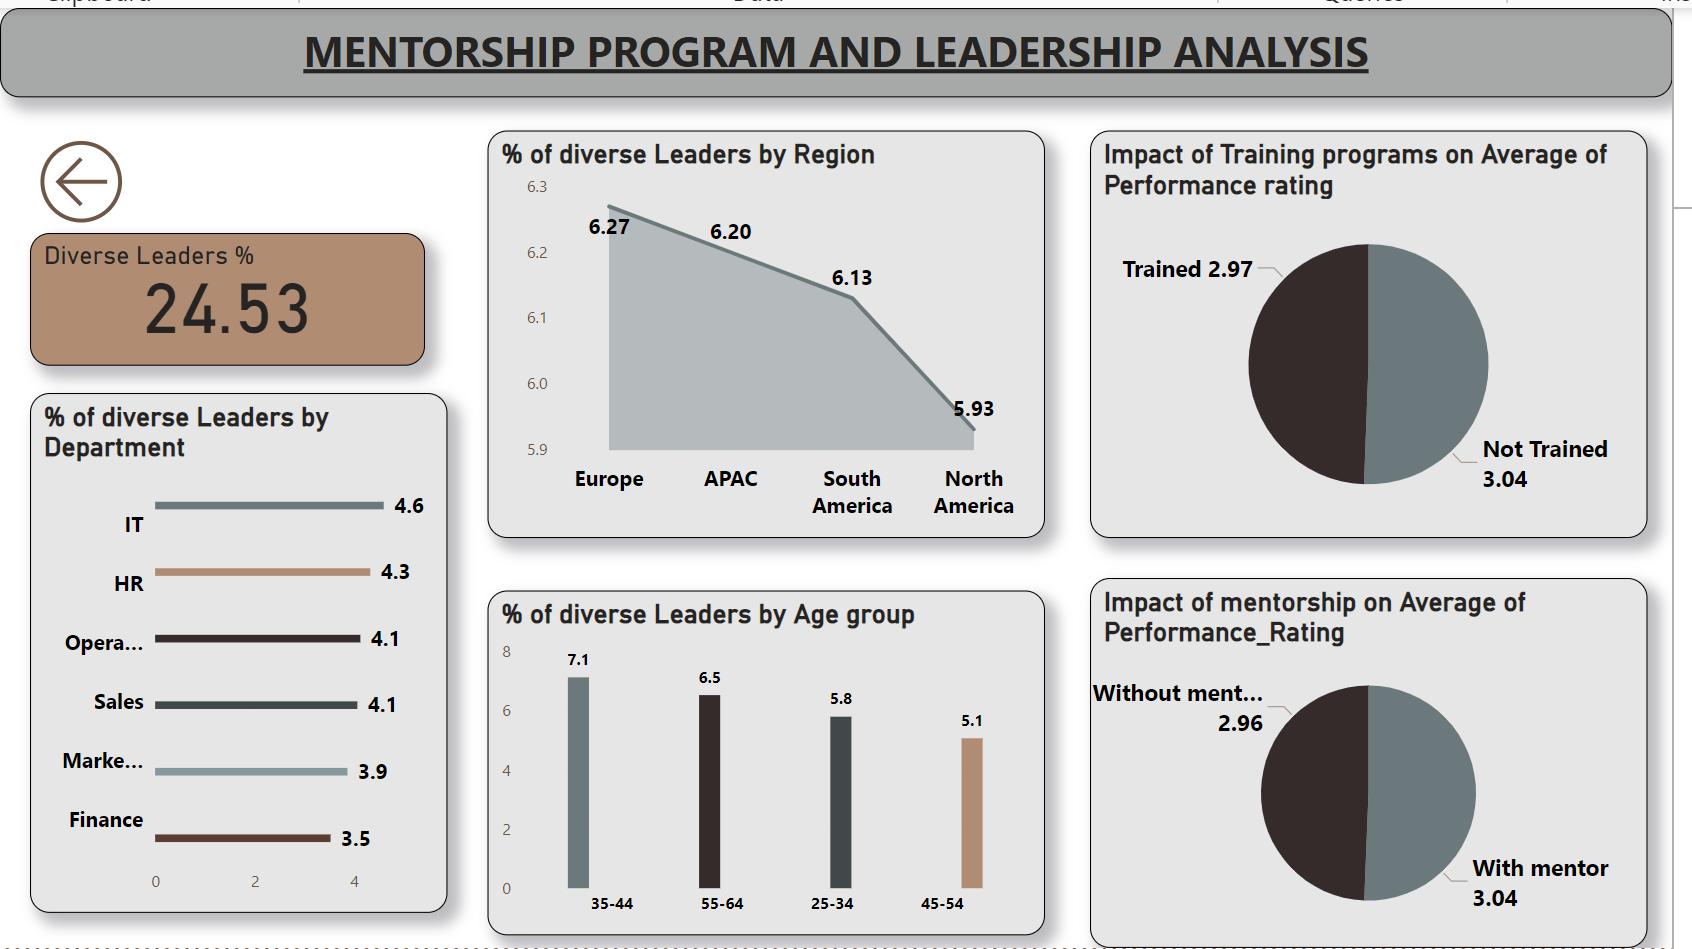 MENTORSHIP PROGRAM AND LEADERSHIP ANALYSIS
Diverse Leaders %
24.53
% of diverse Leaders by
Department
IT
4.6
HR
4.3
Opera...
4.1
Sales
4.1
Marke...
3.9
Finance
3.5
0 2 4
% of diverse Leaders by Region
6.3
6.2
6.1
6.0
5.9
6.27
6.20
6.13
5.93
Europe
APAC
South
America
North
America
% of diverse Leaders by Age group
8
6
4
2
0
7.1
6.5
5.8
5.1
35-44 55-64 25-34 45-54
Impact of Training programs on Average of
Performance rating
Trained 2.97
Not Trained
3.04
Impact of mentorship on Average of
Performance_Rating
Without ment...
2.96
With mentor
3.04